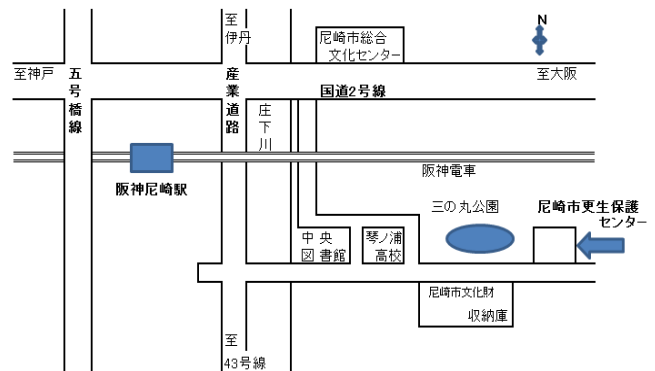 至
伊丹
尼崎市総合
文化センター
N
至神戸
五号橋線
産業道路
国道2号線
至大阪
庄下川
阪神電車
阪神尼崎駅
三の丸公園
尼崎市更生保護
センター
中央
図書館
琴ノ浦
高校
尼崎市文化財
収納庫
至
43号線